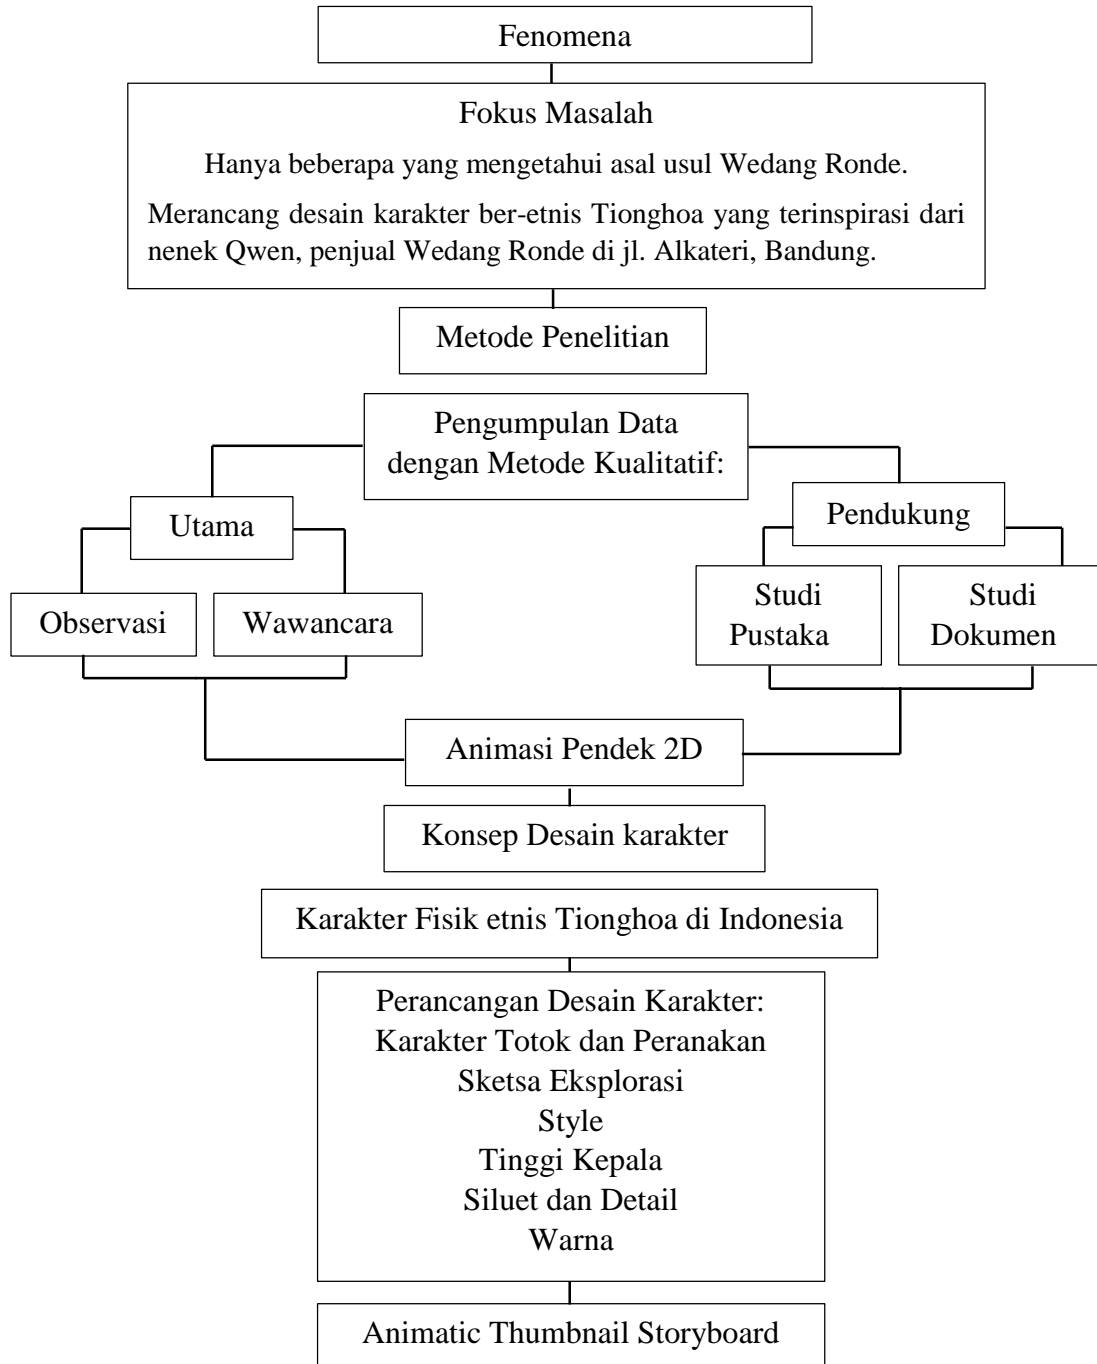 Fenomena
Fokus Masalah
Hanya beberapa yang mengetahui asal usul Wedang Ronde.
Merancang desain karakter ber-etnis Tionghoa yang terinspirasi dari
nenek Qwen, penjual Wedang Ronde di jl. Alkateri, Bandung.
Metode Penelitian
Pengumpulan Data
dengan Metode Kualitatif:
Utama
Pendukung
Observasi
Wawancara
Studi
Pustaka
Studi
Dokumen
Animasi Pendek 2D
Konsep Desain karakter
Karakter Fisik etnis Tionghoa di Indonesia
Perancangan Desain Karakter:
Karakter Totok dan Peranakan
Sketsa Eksplorasi
Style
Tinggi Kepala
Siluet dan Detail
Warna
Animatic Thumbnail Storyboard